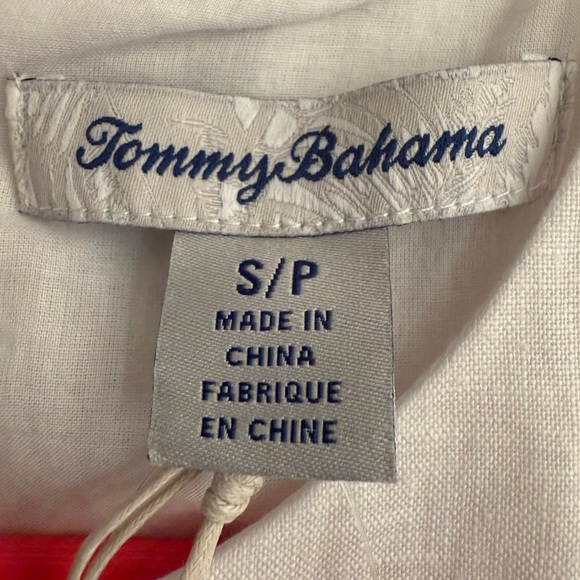 Tommy Bahama
S/P
MADE IN
CHINA
FABRIQUE
EN CHINE